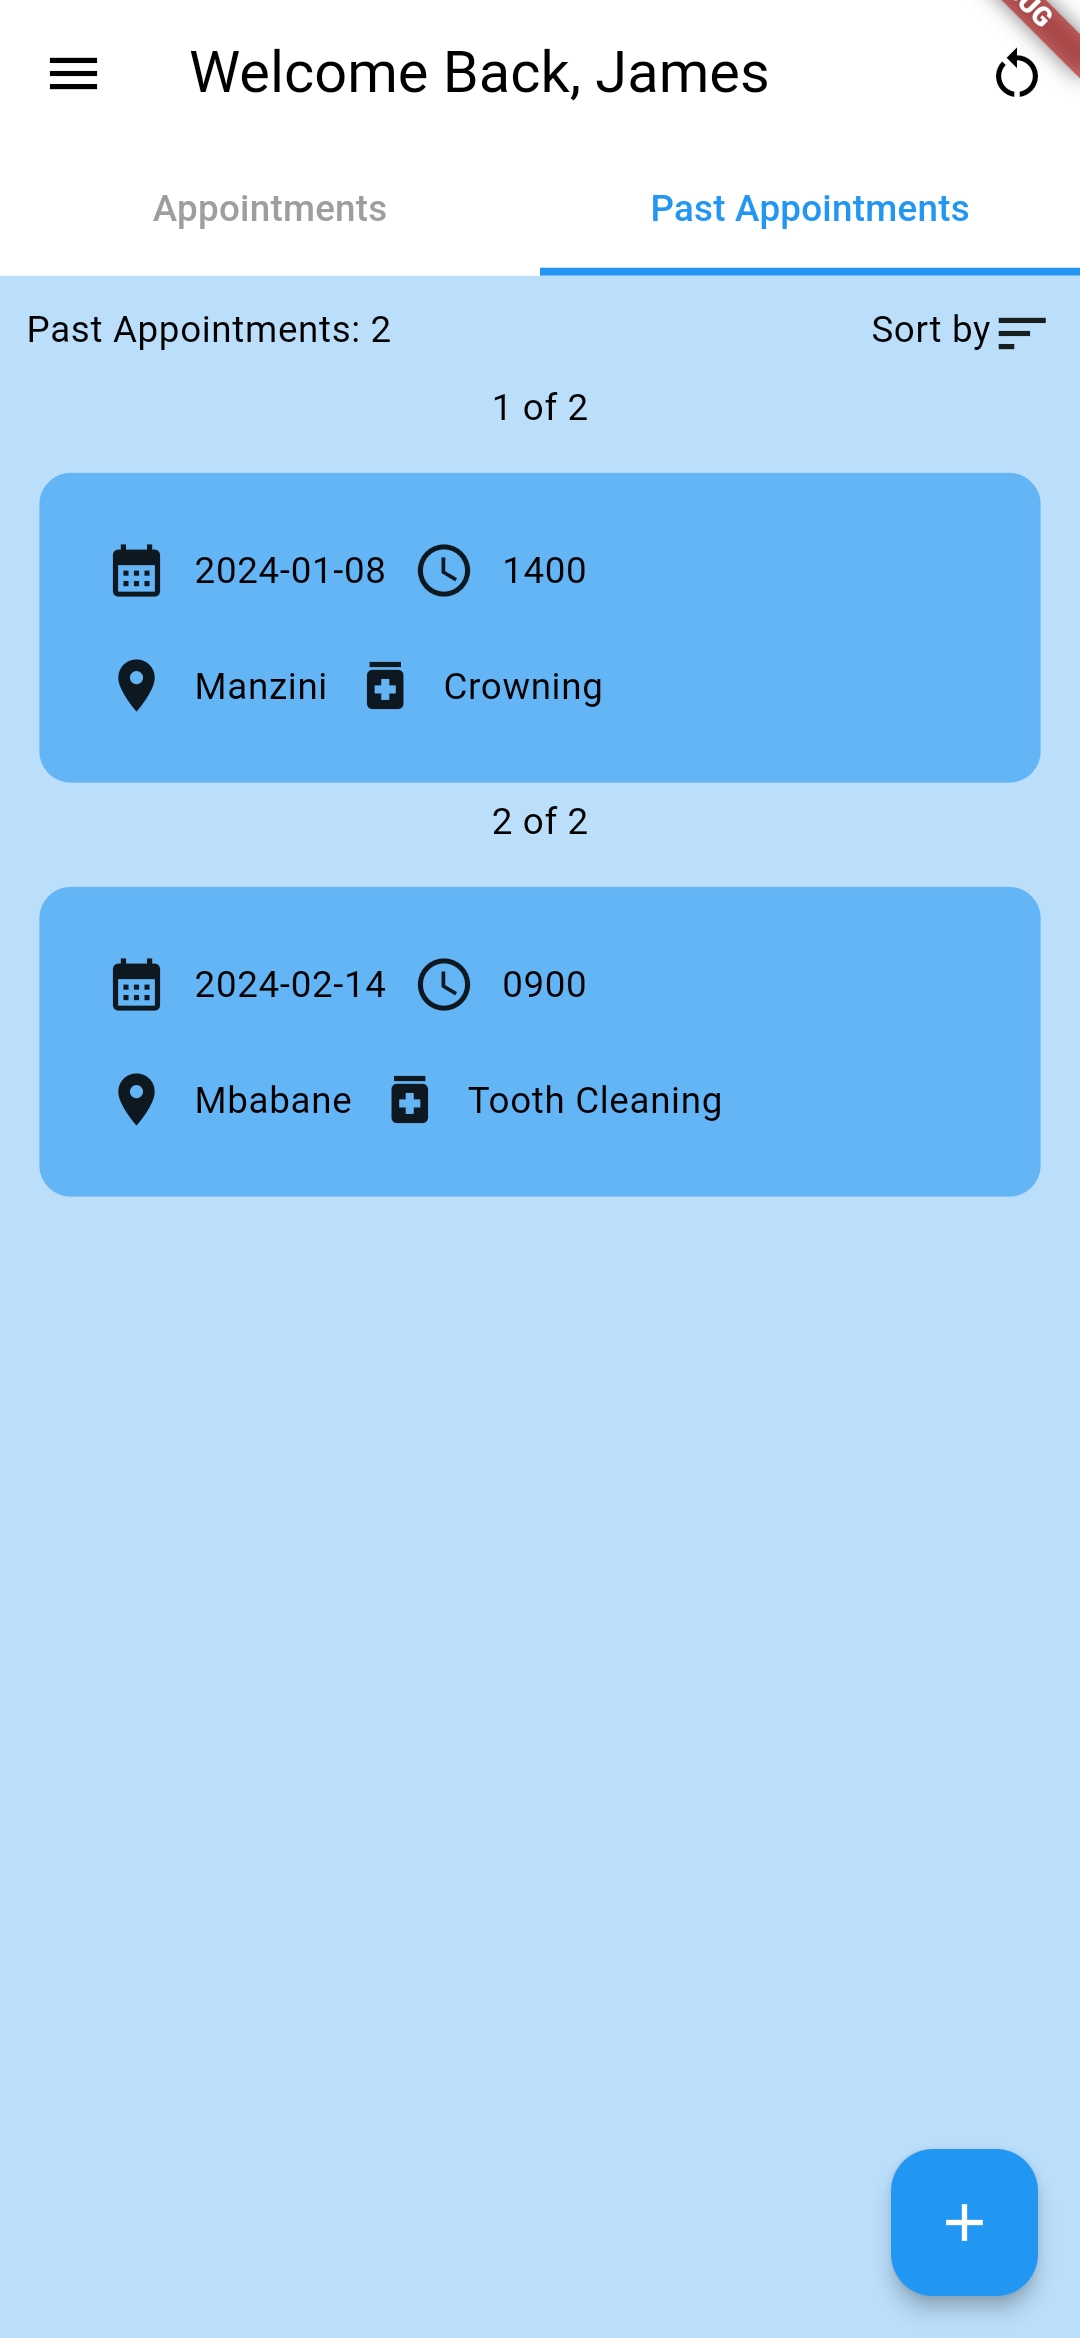 Welcome Back, James
Appointments Past Appointments
Past Appointments: 2 Sort by
1 of 2
2024-01-08 1400
Manzini Crowning
2 of 2
2024-02-14 0900
Mbabane Tooth Cleaning